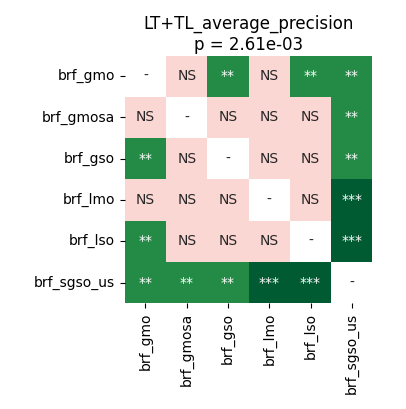 LT+TL_average_precision
p = 2.61e-03
brf_gmo - NS ** NS ** **
brf_gmosa NS - NS NS NS **
brf_gso ** NS - NS NS **
brf_lmo NS NS NS - NS ***
brf_lso ** NS NS NS - ***
brf_sgso_us ** ** ** *** *** -
brf_gmo brf_gmosa brf_gso brf_lmo brf_lso brf_sgso_us